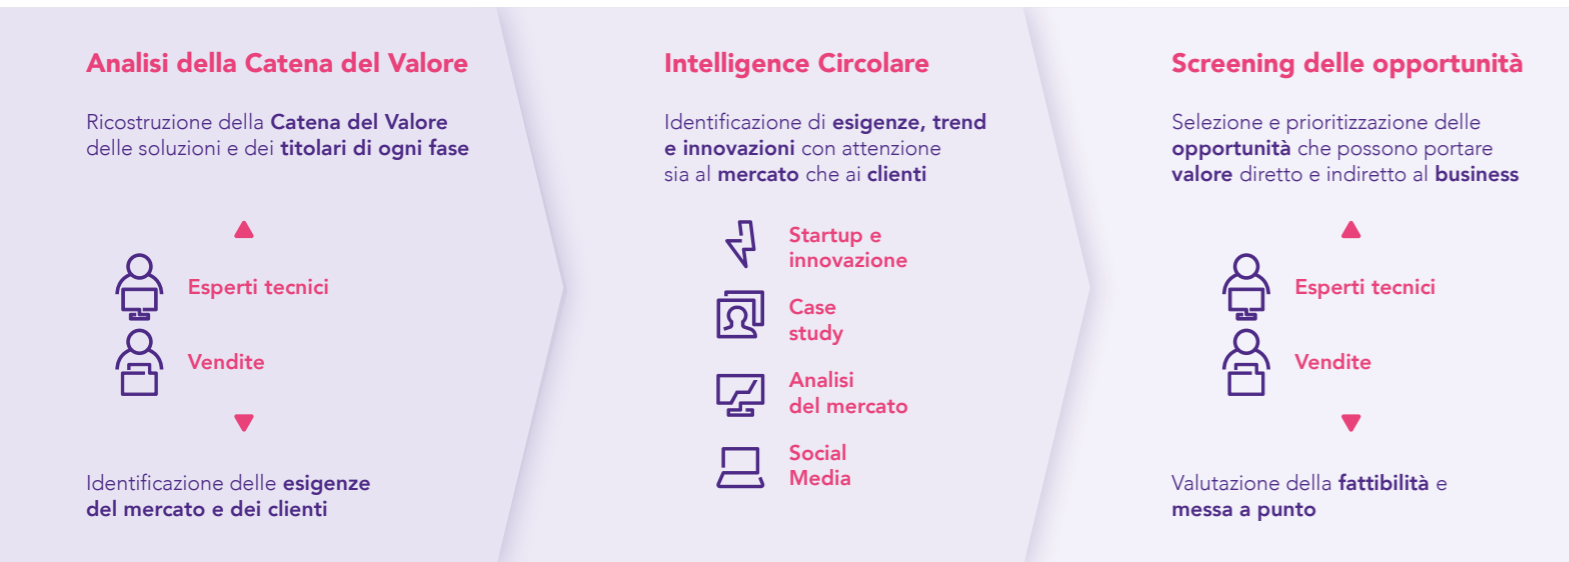 Analisi della Catena del Valore
Ricostruzione della Catena del Valore
delle soluzioni e dei titolari di ogni fase
Esperti tecnici
Vendite
Identificazione delle esigenze
del mercato e dei clienti
Intelligence Circolare
Identificazione di esigenze, trend
e innovazioni con attenzione
sia al mercato che ai clienti
Startup e
innovazione
Case
study
Analisi
del mercato
Social
Media
Screening delle opportunità
Selezione e prioritizzazione delle
opportunità che possono portare
valore diretto e indiretto al business
Esperti tecnici
Vendite
Valutazione della fattibilità e
messa a punto